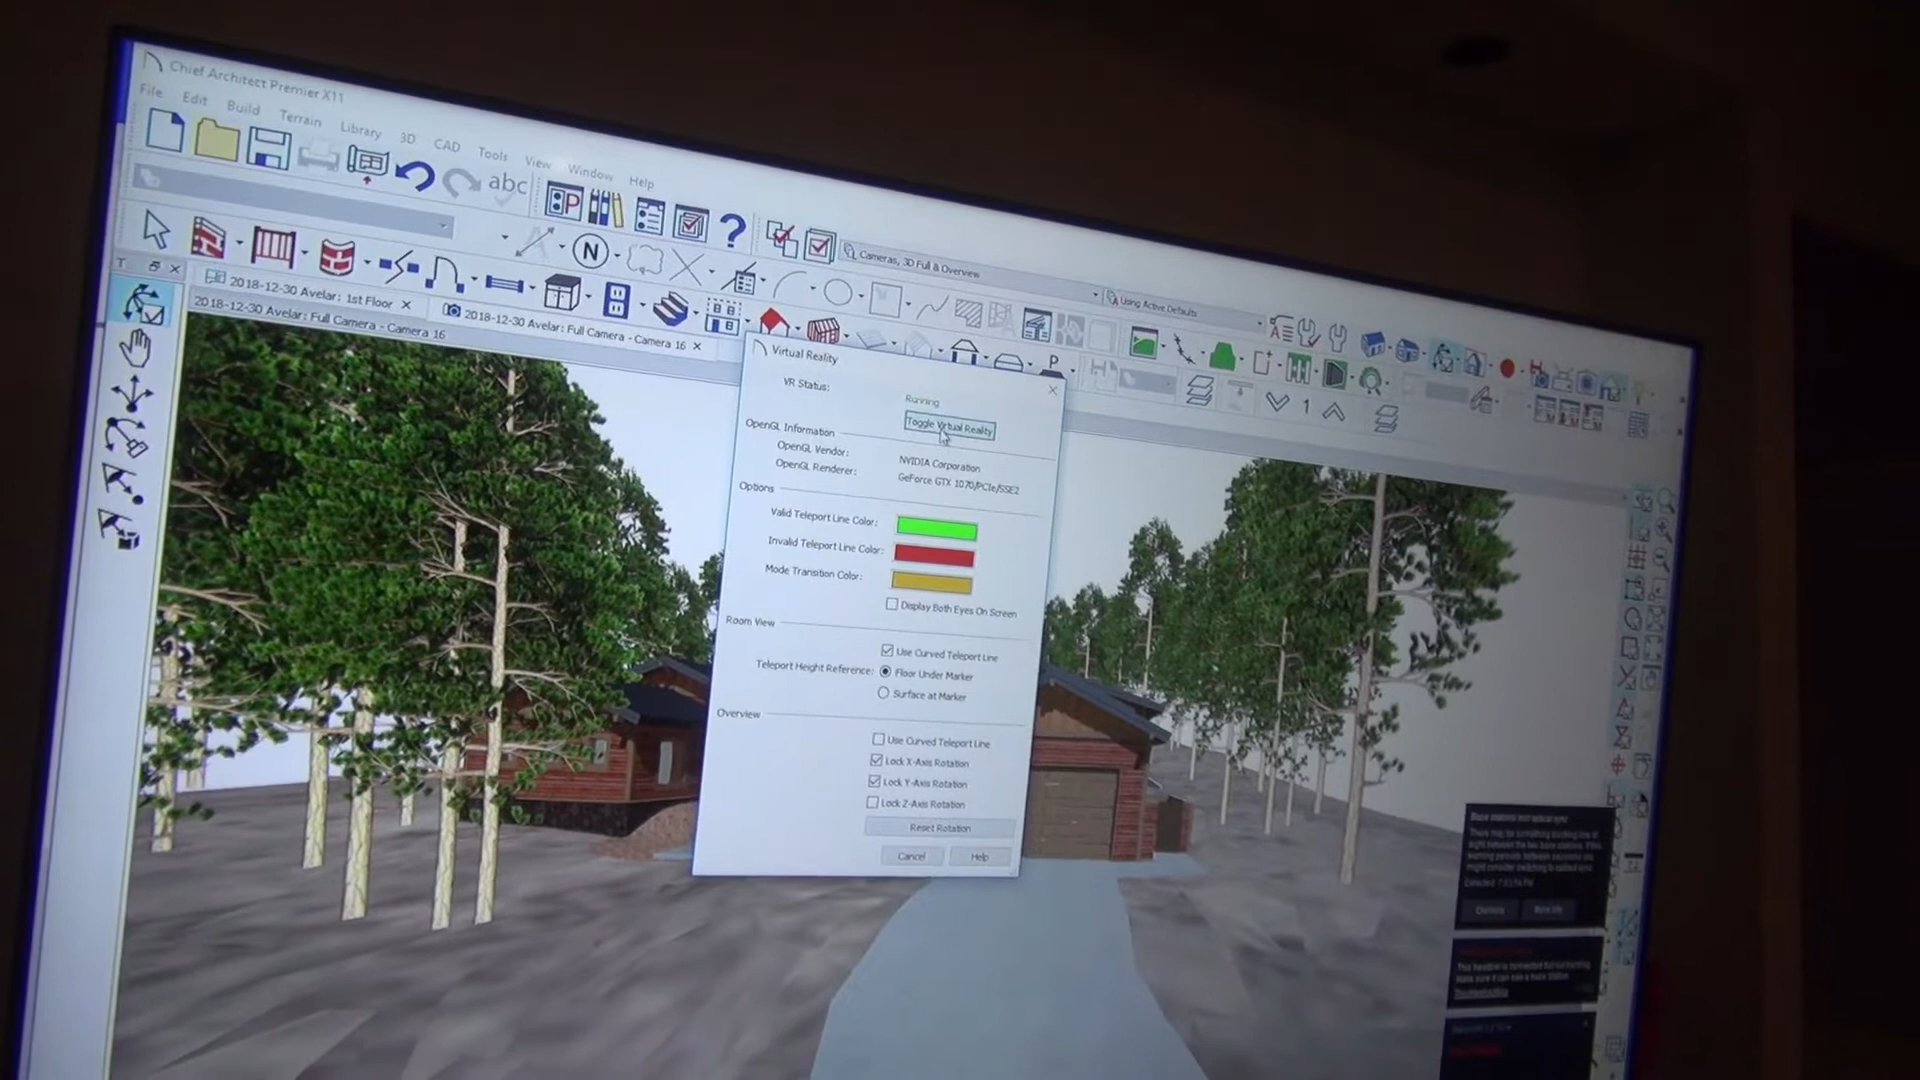 Chief Architect Premier X11
File Edit Build Terrain Library 3D CAD Tools View Window Help
abc
P
N
Cameras, 3D Full & Overview
Using Active Defaults
2018-12-30 Avelar: 1st Floor
2018-12-30 Avelar: Full Camera - Camera 16
2018-12-30 Avelar: Full Camera - Camera 16
P
1
Virtual Reality
VR Status:
Running
Toggle Virtual Reality
OpenGL Information
OpenGL Vendor: NVIDIA Corporation
OpenGL Renderer: GeForce GTX 1070/PCIe/SSE2
Options
Valid Teleport Line Color:
Invalid Teleport Line Color:
Mode Transition Color:
Display Both Eyes On Screen
Room View
Use Curved Teleport Line
Teleport Height Reference: Floor Under Marker
Surface at Marker
Overview
Use Curved Teleport Line
Lock X-Axis Rotation
Lock Y-Axis Rotation
Lock Z-Axis Rotation
Reset Rotation
Cancel Help